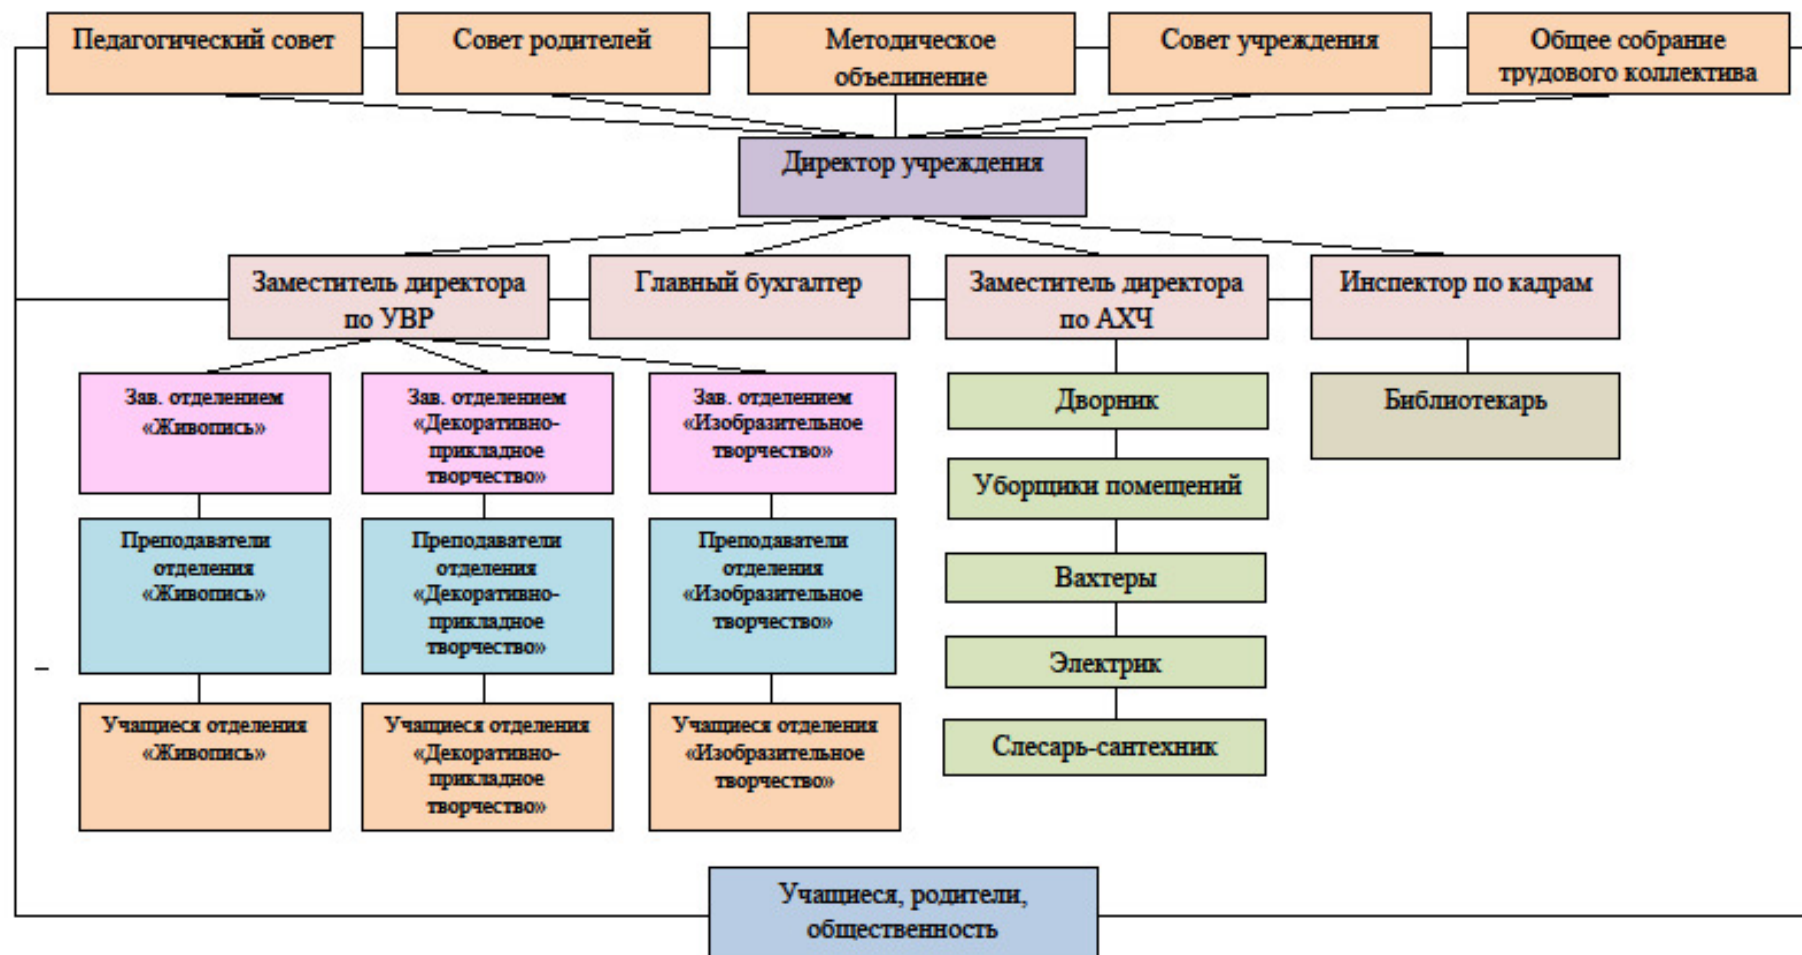 Педагогический совет
Совет родителей
Методическое
объединение
Совет учреждения
Общее собрание
трудового коллектива
Директор учреждения
Заместитель директора
по УВР
Главный бухгалтер
Заместитель директора
по АХЧ
Инспектор по кадрам
Зав. отделением
«Живопись»
Зав. отделением
«Декоративно-
прикладное
творчество»
Зав. отделением
«Изобразительное
творчество»
Дворник
Библиотекарь
Уборщики помещений
Преподаватели
отделения
«Живопись»
Преподаватели
отделения
«Декоративно-
прикладное
творчество»
Преподаватели
отделения
«Изобразительное
творчество»
Вахтеры
Электрик
Слесарь-сантехник
Учащиеся отделения
«Живопись»
Учащиеся отделения
«Декоративно-
прикладное
творчество»
Учащиеся отделения
«Изобразительное
творчество»
Учащиеся, родители,
общественность